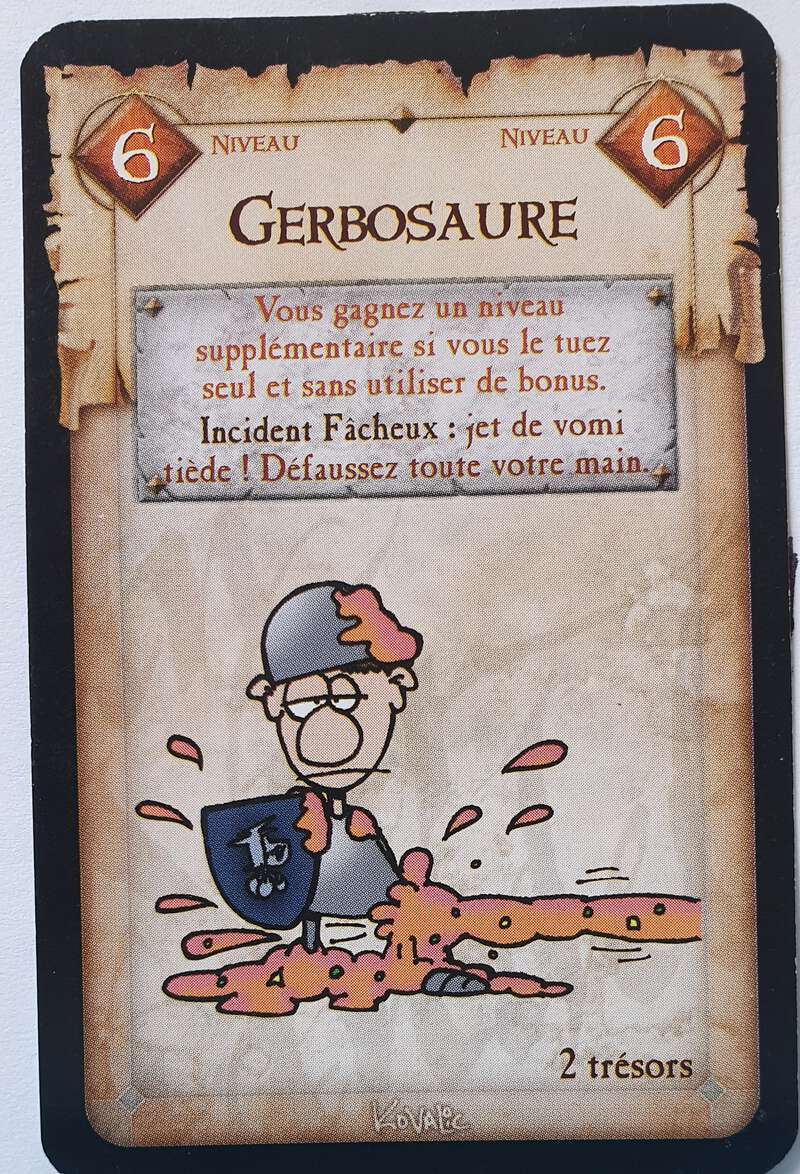 6 Niveau Niveau 6
Gerbosaure
Vous gagnez un niveau
supplémentaire si vous le tuez
seul et sans utiliser de bonus.
Incident Fâcheux : jet de vomi
tiède ! Défaussez toute votre main.
2 trésors
Kovalic